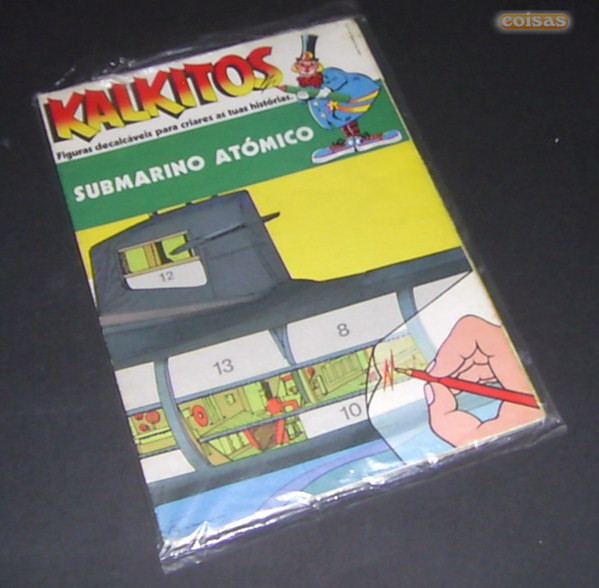 coisas
KALKITOS
Figuras decalcáveis para criares as tuas histórias.
SUBMARINO ATÓMICO
12
8
13
10